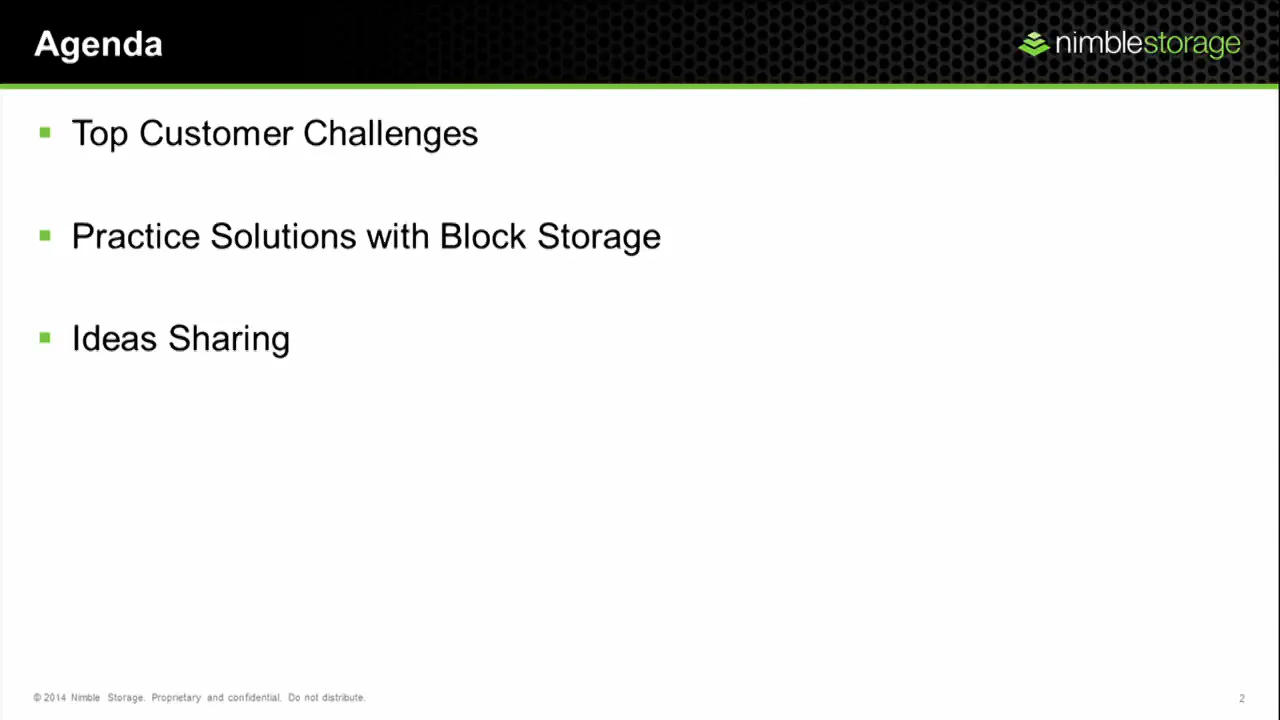 Agenda
nimblestorage
Top Customer Challenges
Practice Solutions with Block Storage
Ideas Sharing
© 2014 Nimble Storage. Proprietary and confidential. Do not distribute.
2